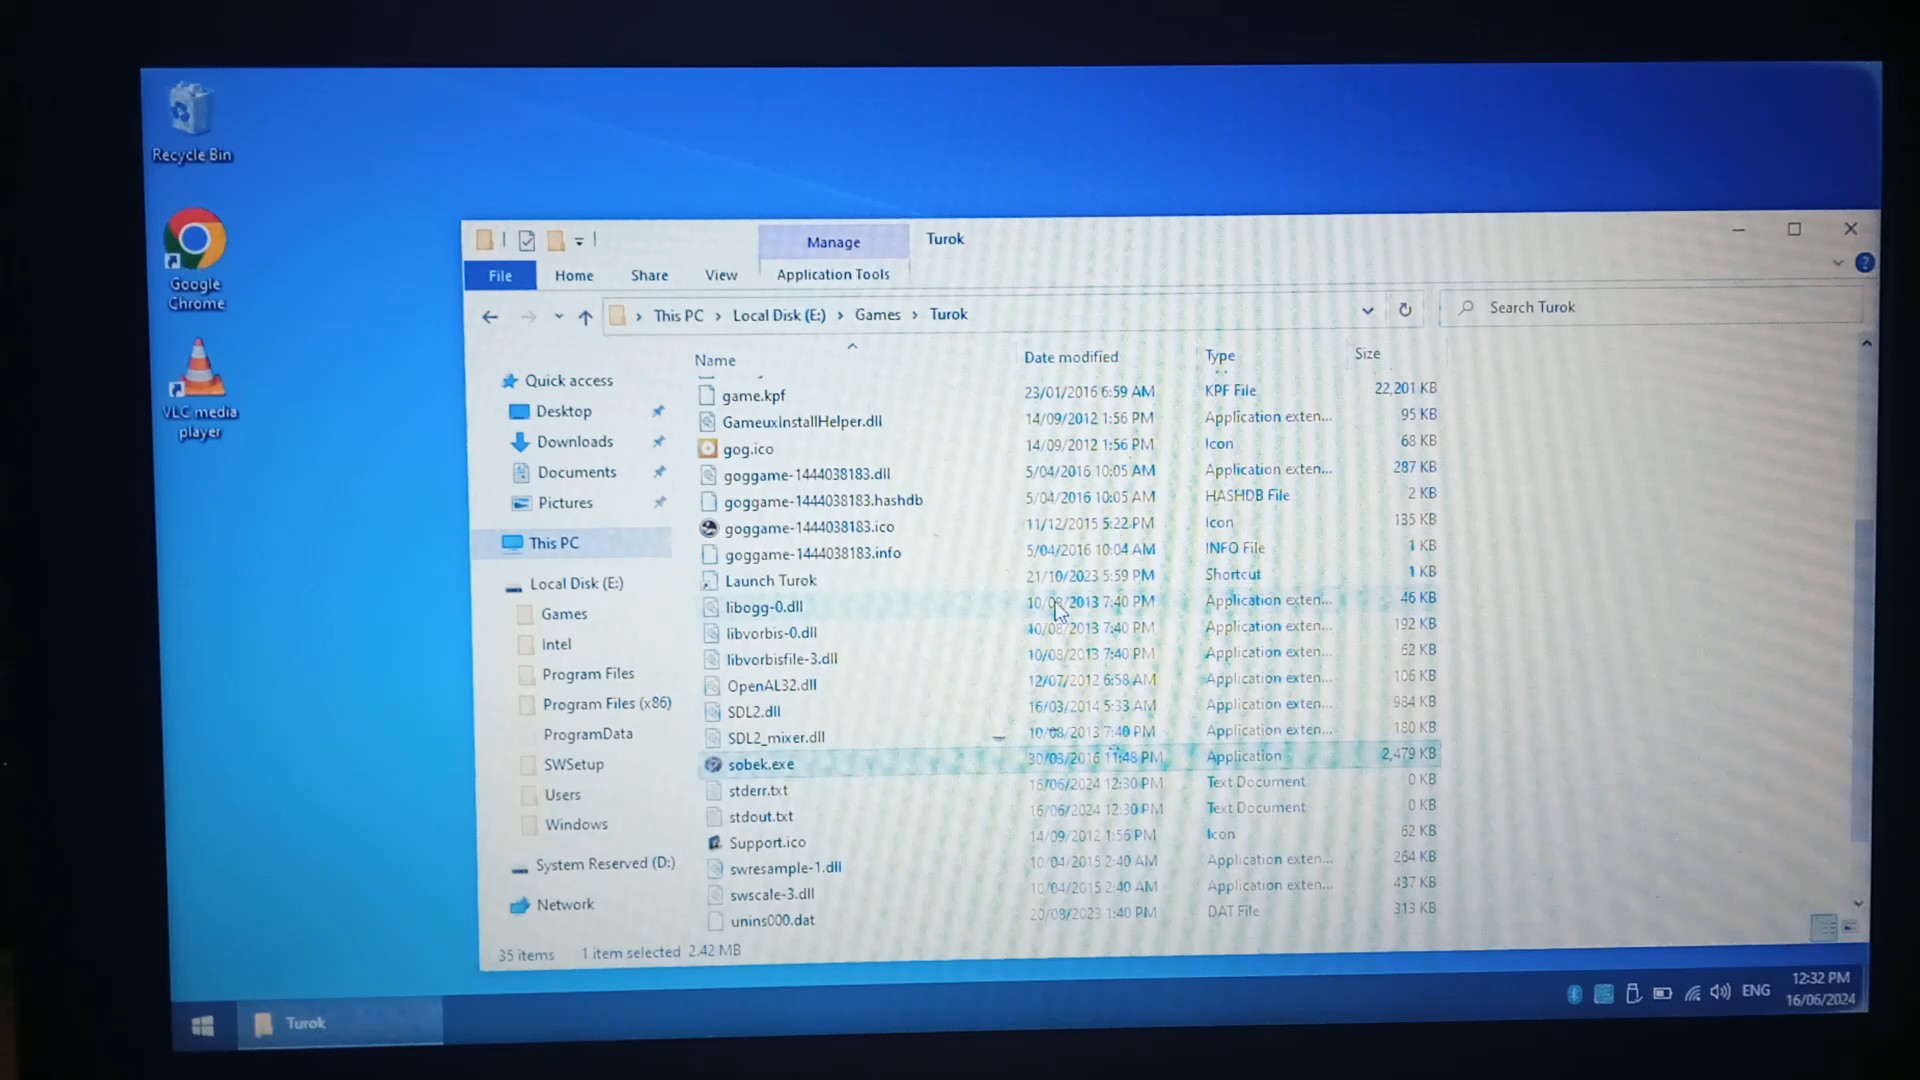 Recycle Bin
Google
Chrome
VLC media
player
Manage
Turok
File
Home
Share
View
Application Tools
This PC
Local Disk (E:)
Games
Turok
Search Turok
Name
Date modified
Type
Size
Quick access
Desktop
Downloads
Documents
Pictures
This PC
Local Disk (E:)
Games
Intel
Program Files
Program Files (x86)
ProgramData
SWSetup
Users
Windows
System Reserved (D:)
Network
game.kpf 23/01/2016 6:59 AM KPF File 22,201 KB
GameuxInstallHelper.dll 14/09/2012 1:56 PM Application exten... 95 KB
gog.ico 14/09/2012 1:56 PM Icon 68 KB
goggame-1444038183.dll 5/04/2016 10:05 AM Application exten... 287 KB
goggame-1444038183.hashdb 5/04/2016 10:05 AM HASHDB File 2 KB
goggame-1444038183.ico 11/12/2015 5:22 PM Icon 135 KB
goggame-1444038183.info 5/04/2016 10:04 AM INFO File 1 KB
Launch Turok 21/10/2023 5:59 PM Shortcut 1 KB
libogg-0.dll 10/08/2013 7:40 PM Application exten... 46 KB
libvorbis-0.dll 10/08/2013 7:40 PM Application exten... 192 KB
libvorbisfile-3.dll 10/08/2013 7:40 PM Application exten... 62 KB
OpenAL32.dll 12/07/2012 6:58 AM Application exten... 106 KB
SDL2.dll 16/03/2014 5:33 AM Application exten... 984 KB
SDL2_mixer.dll 10/08/2013 7:40 PM Application exten... 180 KB
sobek.exe 30/03/2016 11:48 PM Application 2,479 KB
stderr.txt 16/06/2024 12:30 PM Text Document 0 KB
stdout.txt 16/06/2024 12:30 PM Text Document 0 KB
Support.ico 14/09/2012 1:56 PM Icon 62 KB
swresample-1.dll 10/04/2015 2:40 AM Application exten... 264 KB
swscale-3.dll 10/04/2015 2:40 AM Application exten... 437 KB
unins000.dat 20/08/2023 1:40 PM DAT File 313 KB
35 items 1 item selected 2.42 MB
Turok
ENG
12:32 PM
16/06/2024